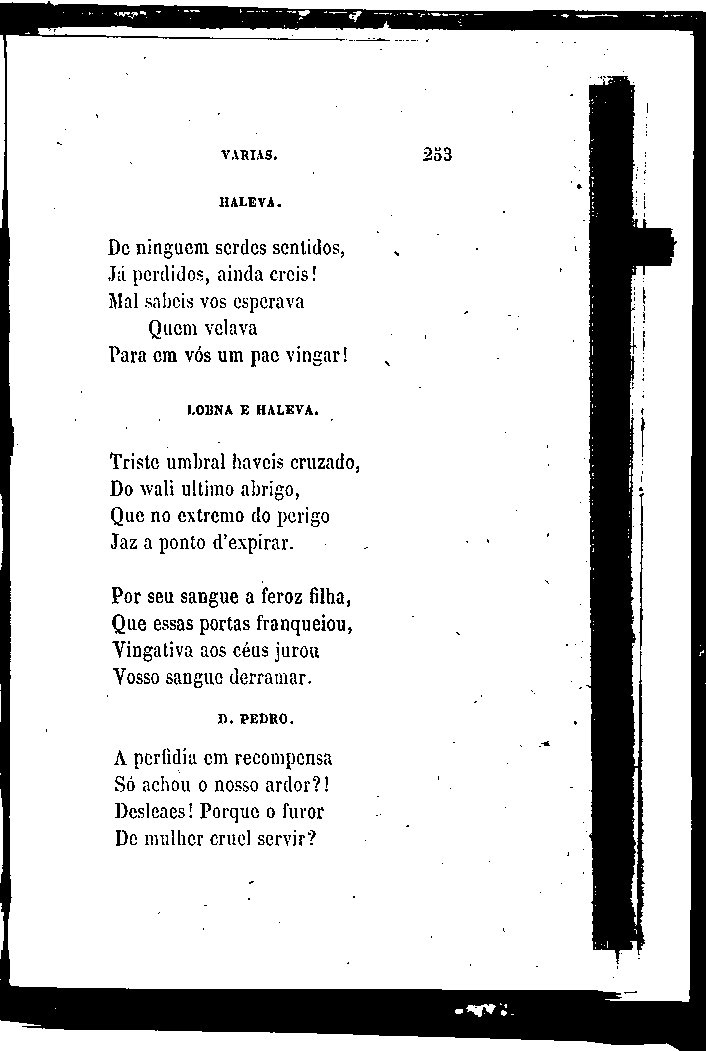 VARIAS. 253
HALEVA.
De ninguem serdes sentidos,
Já perdidos, ainda creis!
Mal sabeis vos esperava
Quem velava
Para em vós um pae vingar!
LOBNA E HALEVA.
Triste umbral haveis cruzado,
Do wali ultimo abrigo,
Que no extremo do perigo
Jaz a ponto d'expirar.
Por seu sangue a feroz filha,
Que essas portas franqueiou,
Vingativa aos céus jurou
Vosso sangue derramar.
D. PEDRO.
A perfidia em recompensa
Só achou o nosso ardor?!
Desleaes! Porque o furor
De mulher cruel servir?